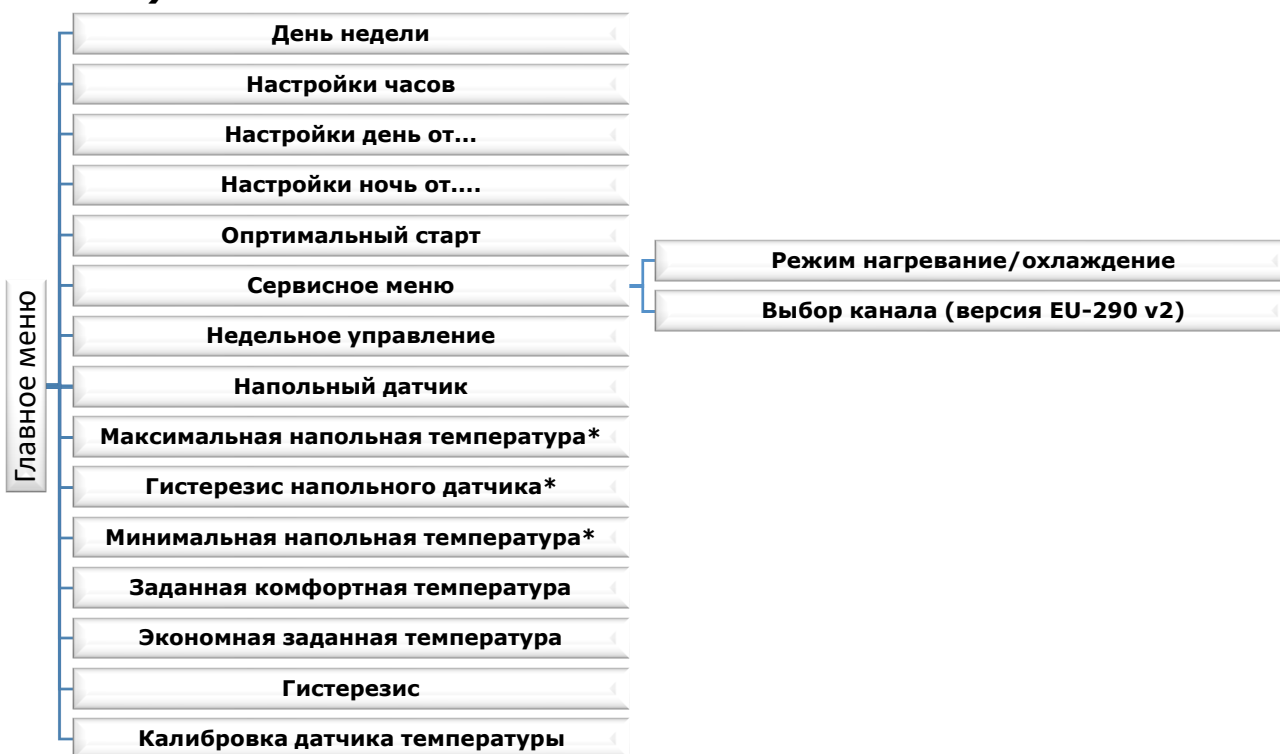 Главное меню
День недели
Настройки часов
Настройки день от...
Настройки ночь от....
Опртимальный старт
Сервисное меню
Режим нагревание/охлаждение
Выбор канала (версия EU-290 v2)
Недельное управление
Напольный датчик
Максимальная напольная температура*
Гистерезис напольного датчика*
Минимальная напольная температура*
Заданная комфортная температура
Экономная заданная температура
Гистерезис
Калибровка датчика температуры